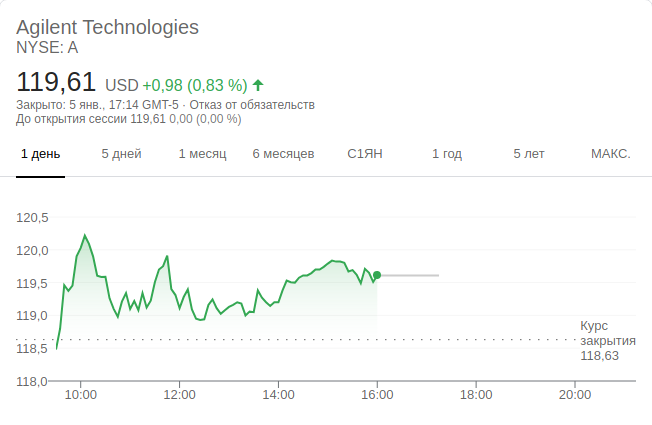 Agilent Technologies
NYSE: A
119,61 USD +0,98 (0,83 %)
Закрыто: 5 янв., 17:14 GMT-5 · Отказ от обязательств
До открытия сессии 119,61 0,00 (0,00 %)
1 день 5 дней 1 месяц 6 месяцев С1ЯН 1 год 5 лет МАКС.
120,5
120,0
119,5
119,0
118,5
118,0
Курс
закрытия
118,63
10:00 12:00 14:00 16:00 18:00 20:00